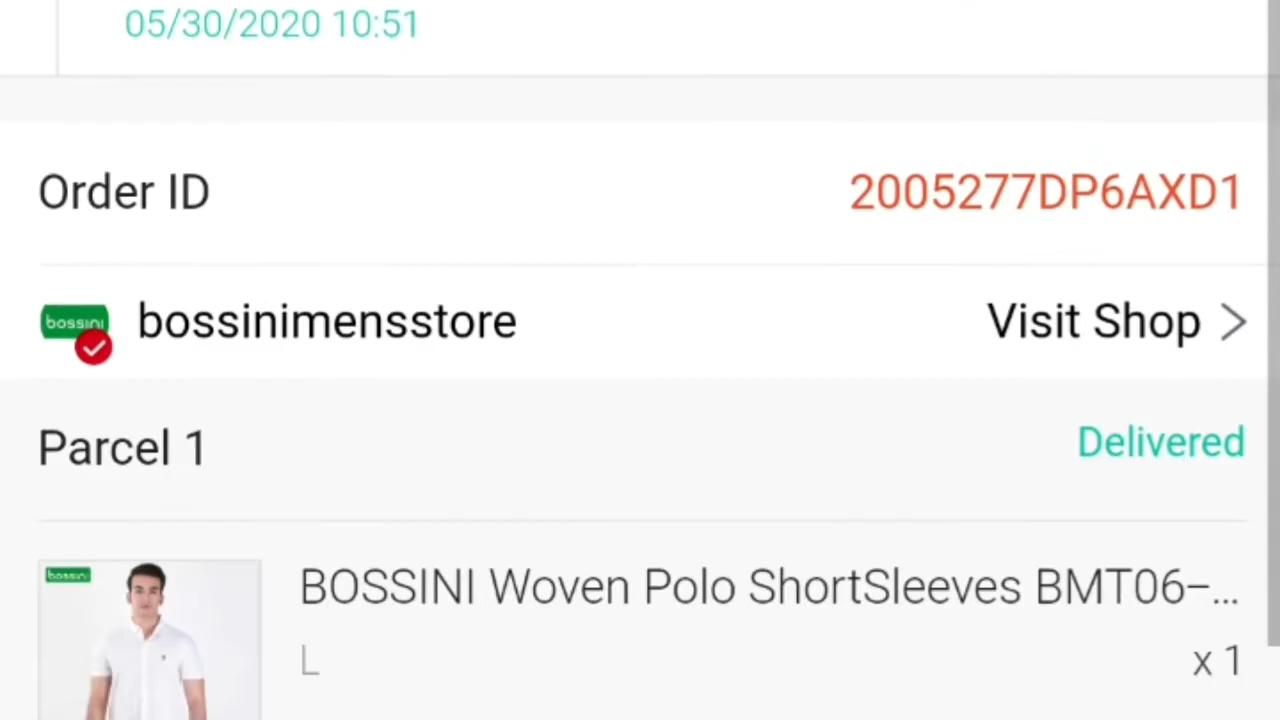 05/30/2020 10:51
Order ID
2005277DP6AXD1
bossini
bossinimensstore
Visit Shop
Parcel 1
Delivered
bossini
BOSSINI Woven Polo ShortSleeves BMT06–...
L
x 1